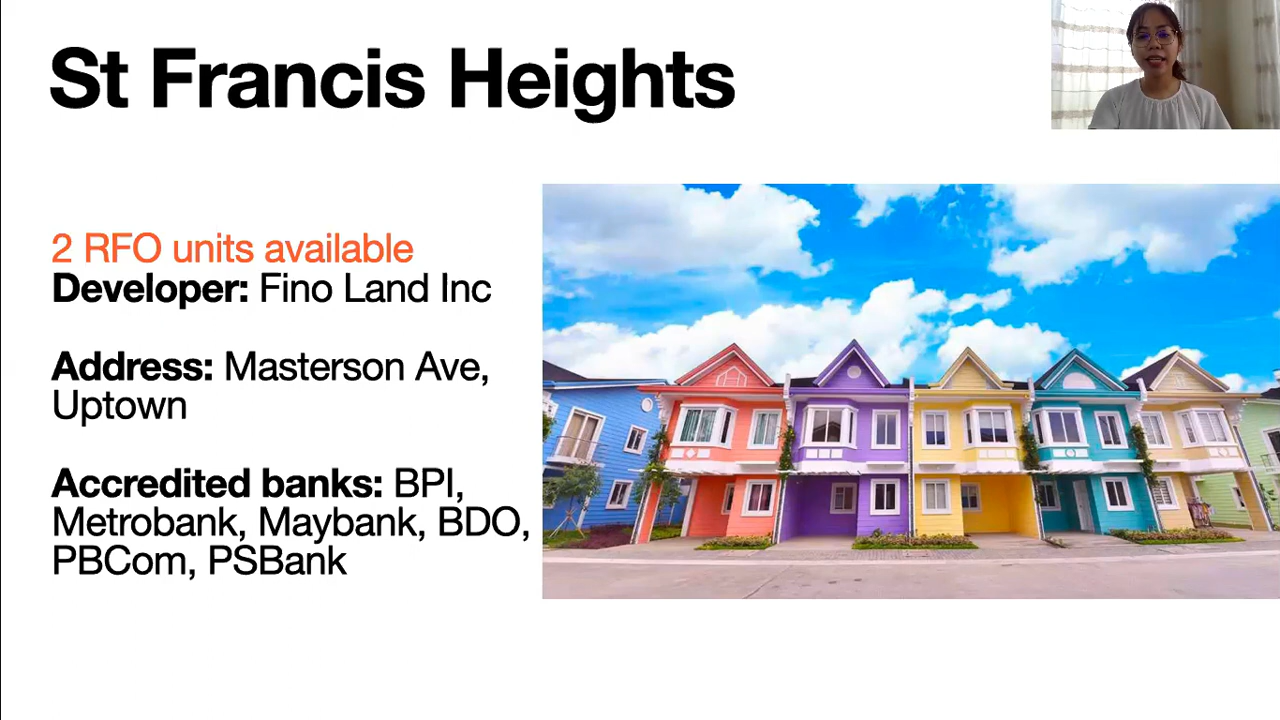 St Francis Heights
2 RFO units available
Developer: Fino Land Inc
Address: Masterson Ave,
Uptown
Accredited banks: BPI,
Metrobank, Maybank, BDO,
PBCom, PSBank